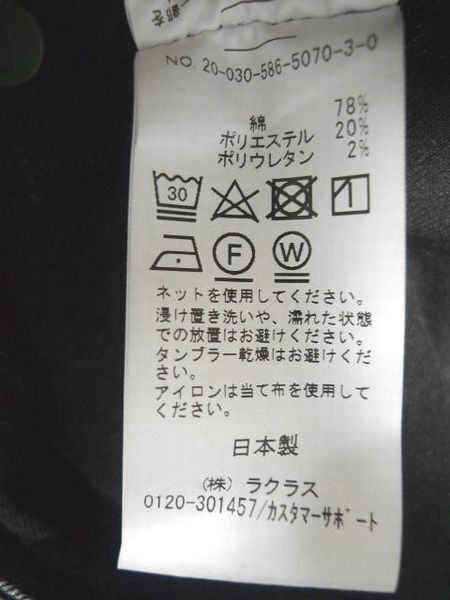 NO. 20-030-586-5070-3-0
綿 78%
ポリエステル 20%
ポリウレタン 2%
30
F W
ネットを使用してください。
浸け置き洗いや、濡れた状態
での放置はお避けください。
タンブラー乾燥はお避けくだ
さい。
アイロンは当て布を使用して
ください。
日本製
(株) ラクラス
0120-301457/カスタマーサポート